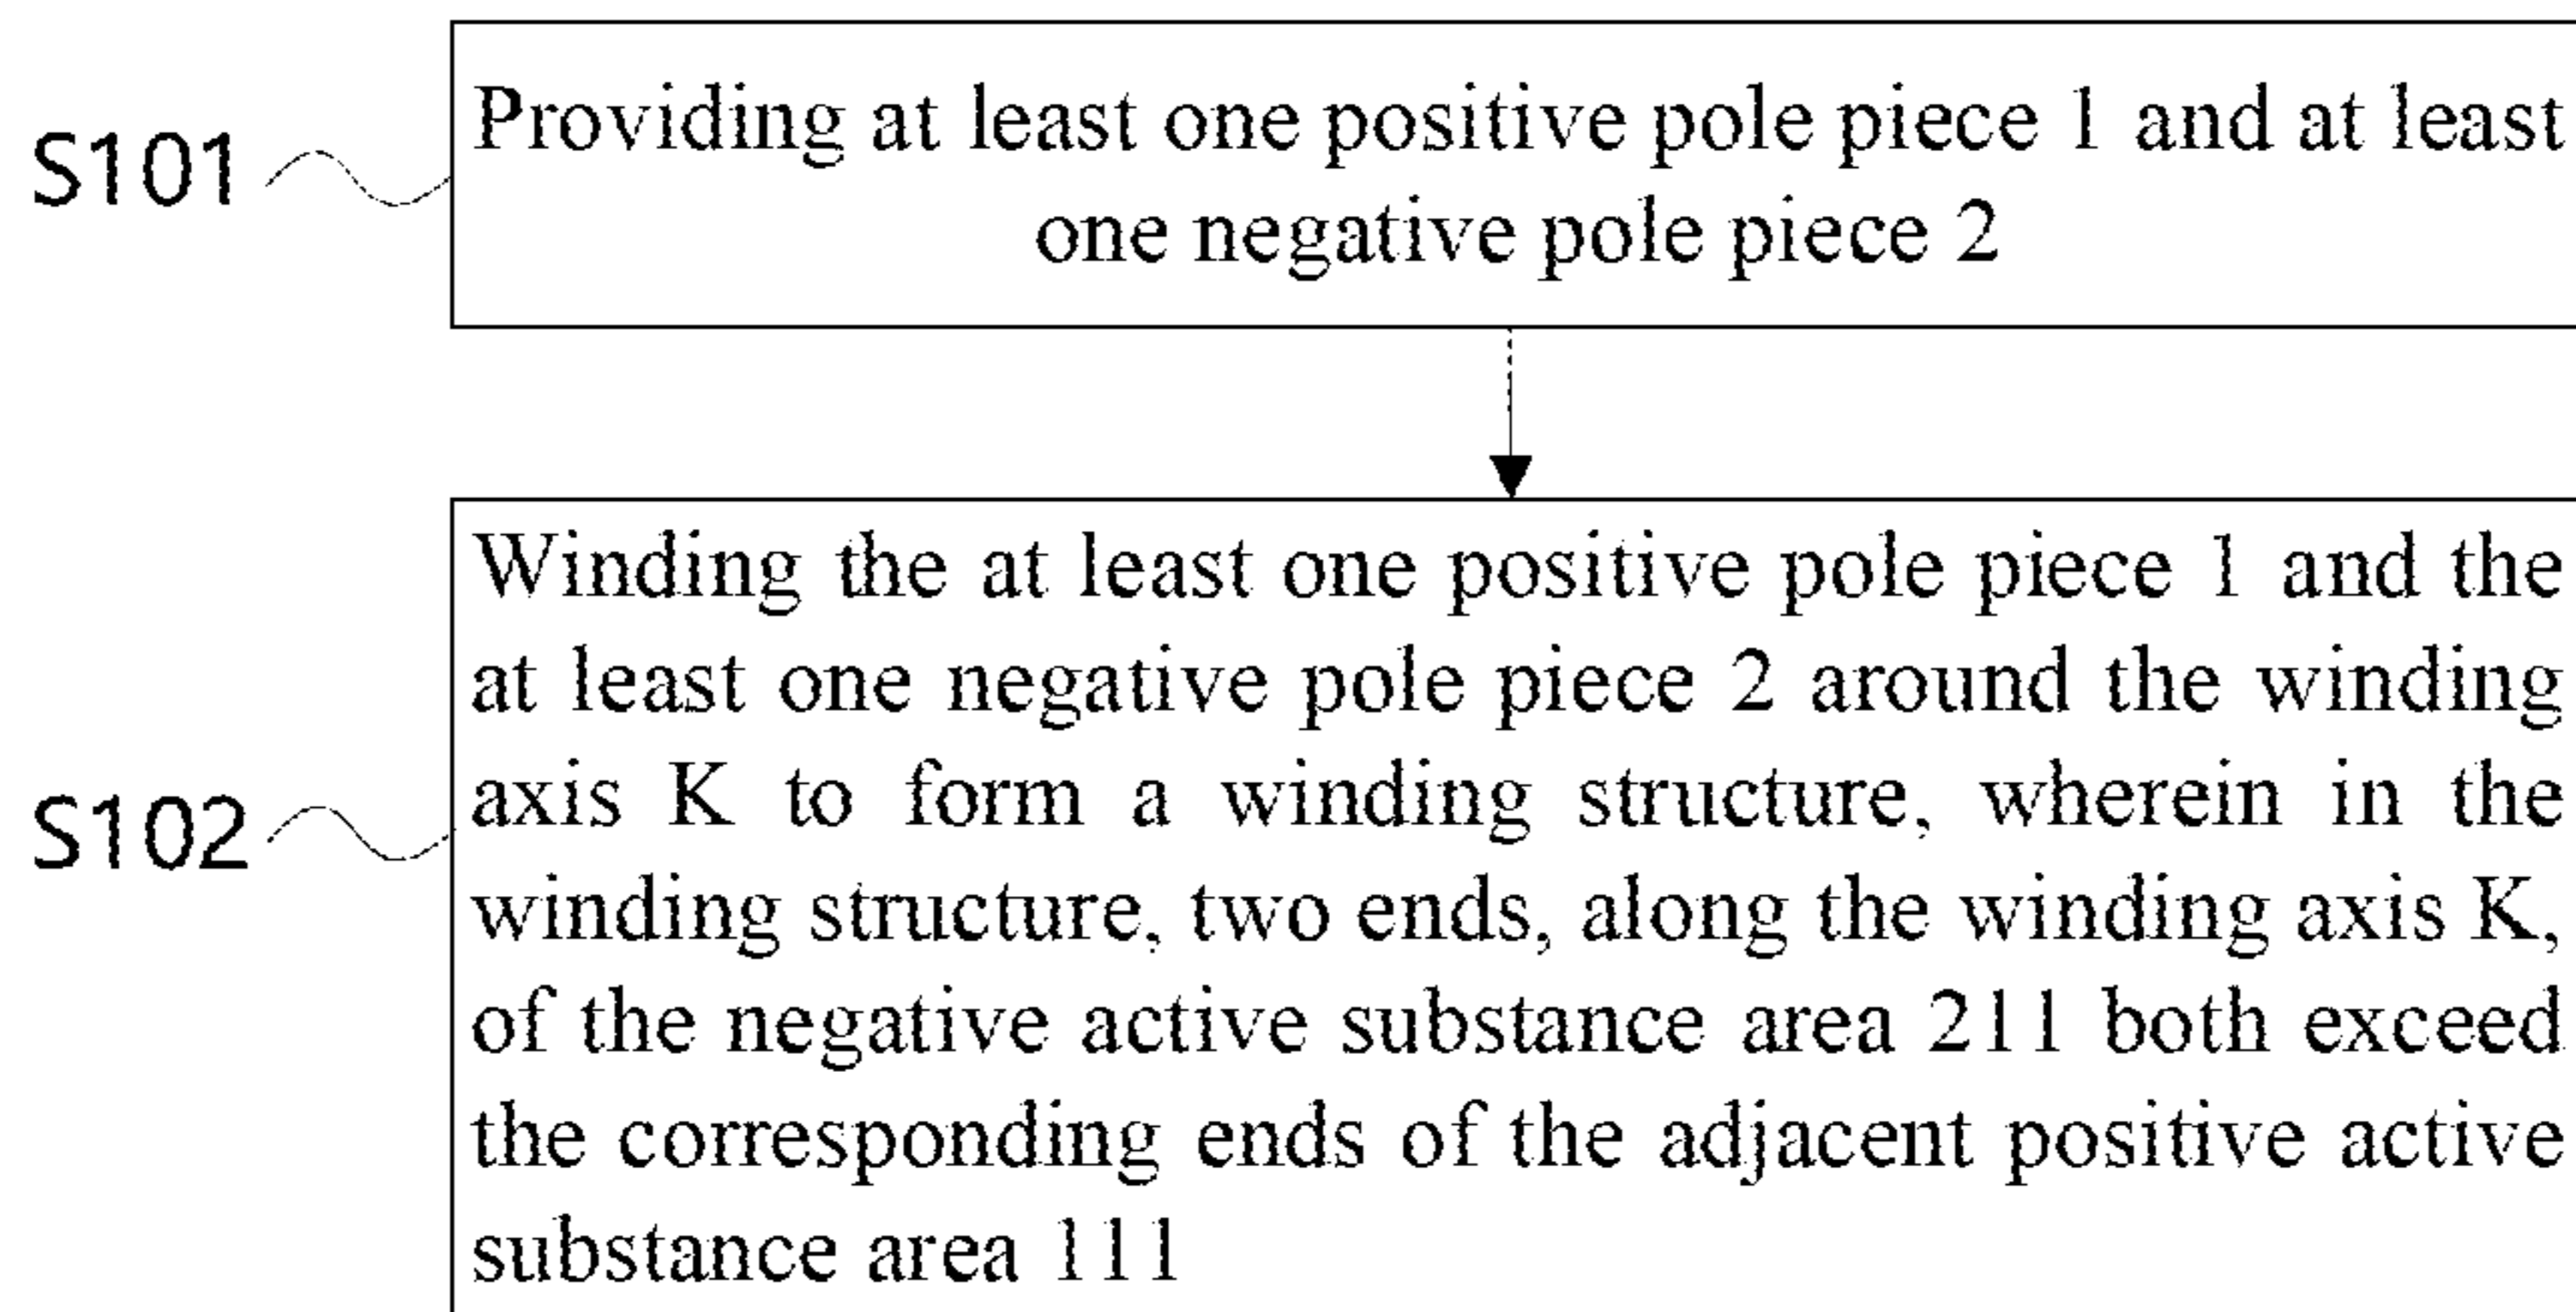 S101
Providing at least one positive pole piece 1 and at least
one negative pole piece 2
S102
Winding the at least one positive pole piece 1 and the
at least one negative pole piece 2 around the winding
axis K to form a winding structure, wherein in the
winding structure, two ends, along the winding axis K,
of the negative active substance area 211 both exceed
the corresponding ends of the adjacent positive active
substance area 111